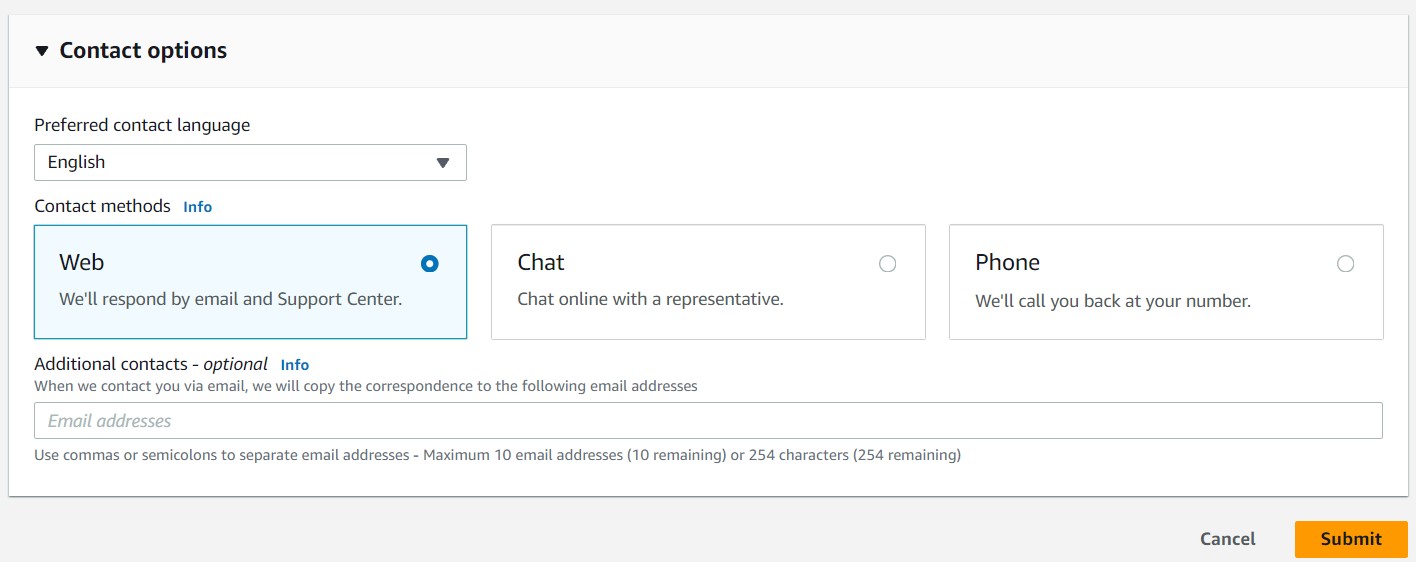 Contact options
Preferred contact language
English
Contact methods Info
Web
We'll respond by email and Support Center.
Chat
Chat online with a representative.
Phone
We'll call you back at your number.
Additional contacts - optional Info
When we contact you via email, we will copy the correspondence to the following email addresses
Email addresses
Use commas or semicolons to separate email addresses - Maximum 10 email addresses (10 remaining) or 254 characters (254 remaining)
Cancel Submit